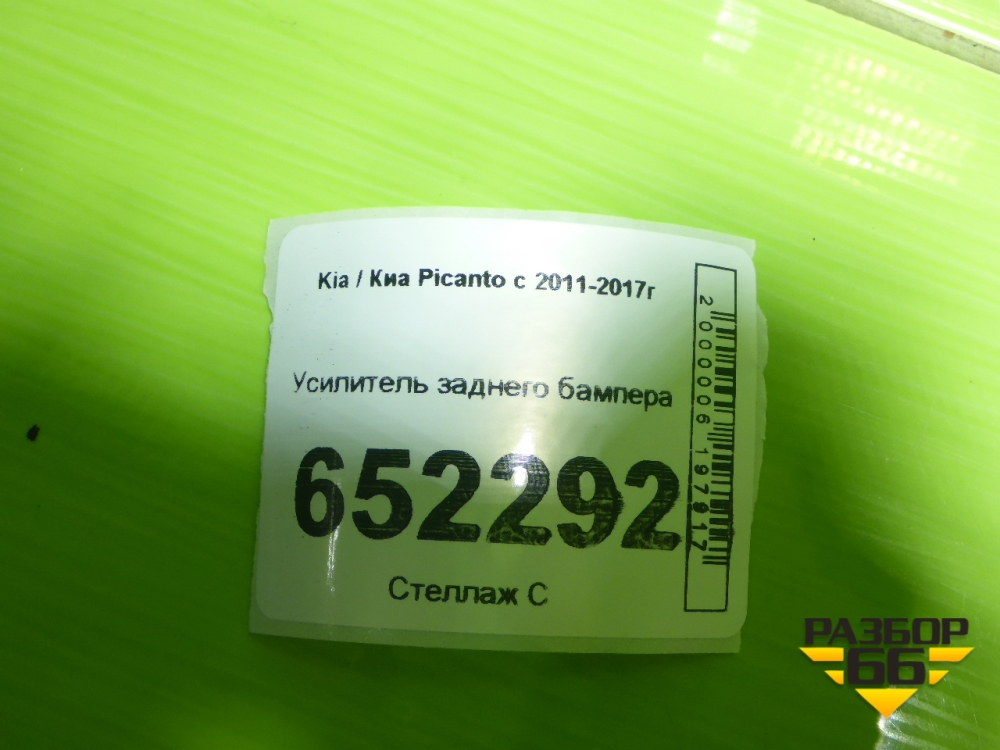 Kia / Киа Picanto с 2011-2017г
Усилитель заднего бампера
652292
Стеллаж С
2000006197917
РАЗБОР
66